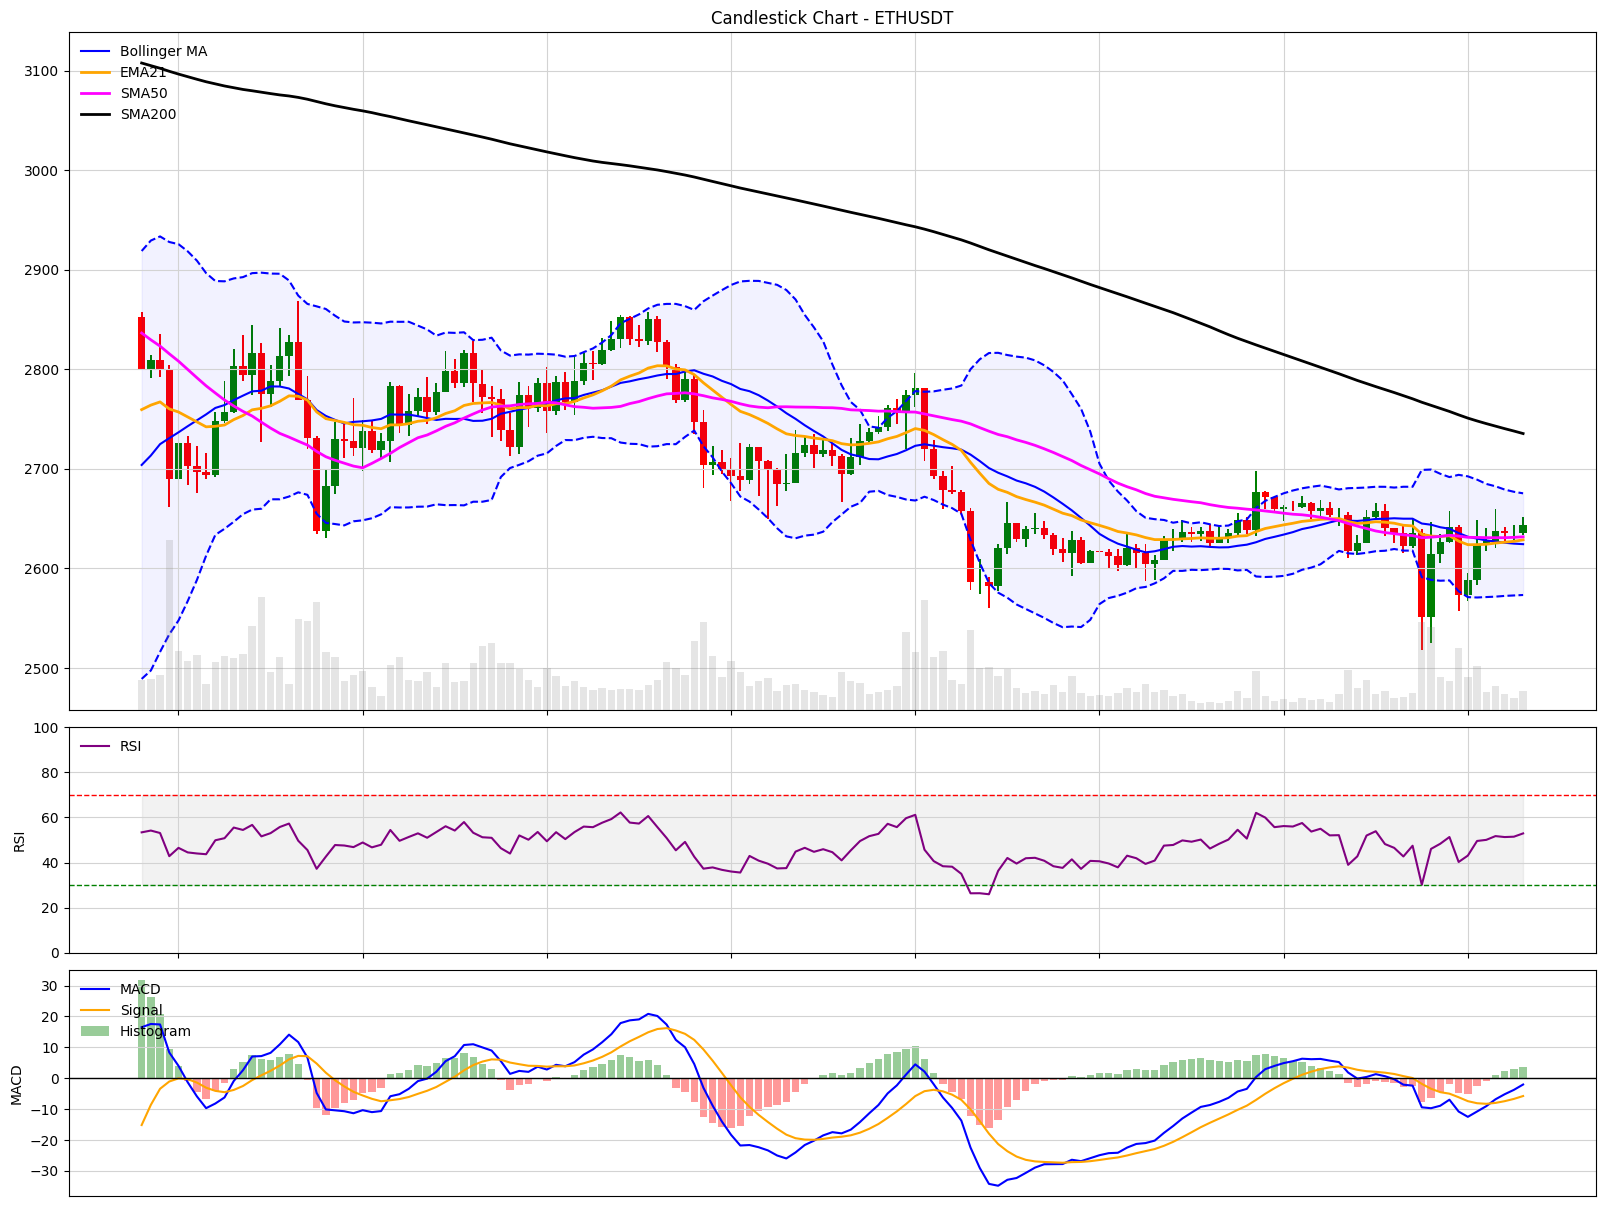 Candlestick Chart - ETHUSDT
Bollinger MA
EMA21
SMA50
SMA200
3100
3000
2900
2800
2700
2600
2500
RSI
100
80
60
40
20
0
RSI
MACD
Signal
Histogram
30
20
10
0
−10
−20
−30
MACD